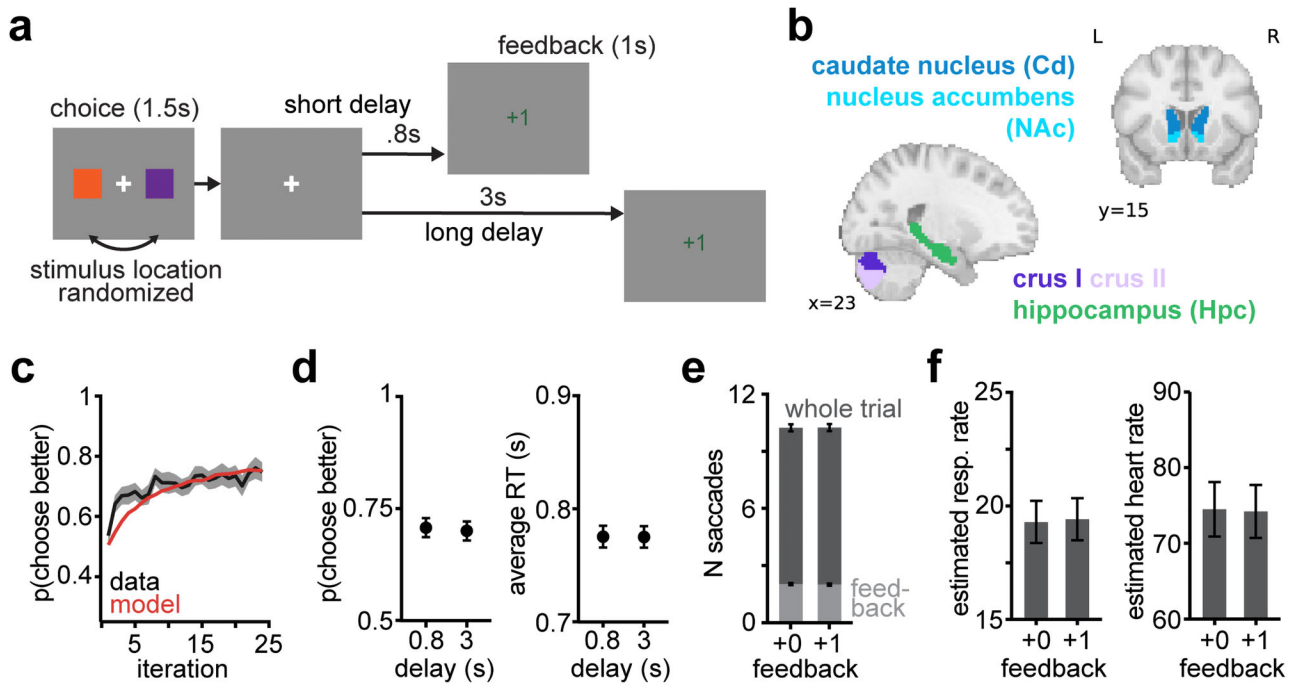 a
choice (1.5s)
+
stimulus location
randomized
+
short delay
.8s
3s
long delay
feedback (1s)
+1
+1
b
L
R
caudate nucleus (Cd)
nucleus accumbens
(NAc)
y=15
x=23
crus I crus II
hippocampus (Hpc)
c
p(choose better)
1
0.8
0.6
0.4
data
model
5
15
25
iteration
d
p(choose better)
1
0.75
0.5
0.8 3
delay (s)
average RT (s)
0.9
0.8
0.7
0.8 3
delay (s)
e
N saccades
12
8
4
0
whole trial
feed-
back
+0 +1
feedback
f
estimated resp. rate
25
23
19
15
+0 +1
feedback
estimated heart rate
90
80
70
60
+0 +1
feedback